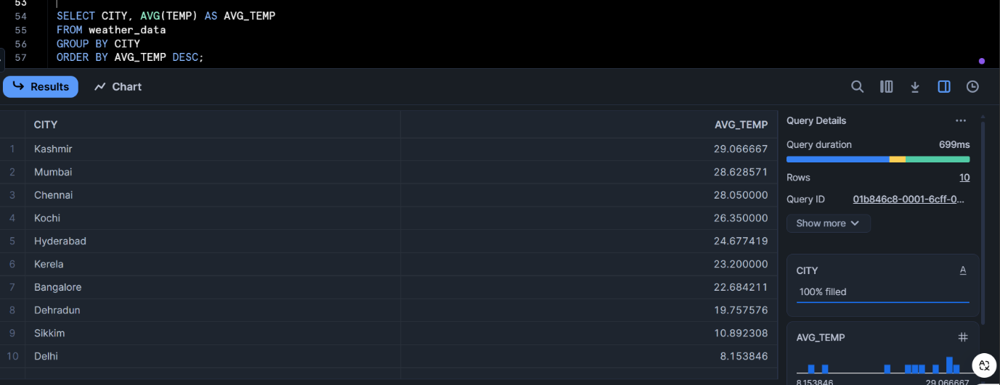 53
54 SELECT CITY, AVG(TEMP) AS AVG_TEMP
55 FROM weather_data
56 GROUP BY CITY
57 ORDER BY AVG_TEMP DESC;
Results Chart
CITY AVG_TEMP
1 Kashmir 29.066667
2 Mumbai 28.628571
3 Chennai 28.050000
4 Kochi 26.350000
5 Hyderabad 24.677419
6 Kerela 23.200000
7 Bangalore 22.684211
8 Dehradun 19.757576
9 Sikkim 10.892308
10 Delhi 8.153846
Query Details ...
Query duration 699ms
Rows 10
Query ID 01b846c8-0001-6cff-0...
Show more
CITY A
100% filled
AVG_TEMP #
8.153846 29.066667